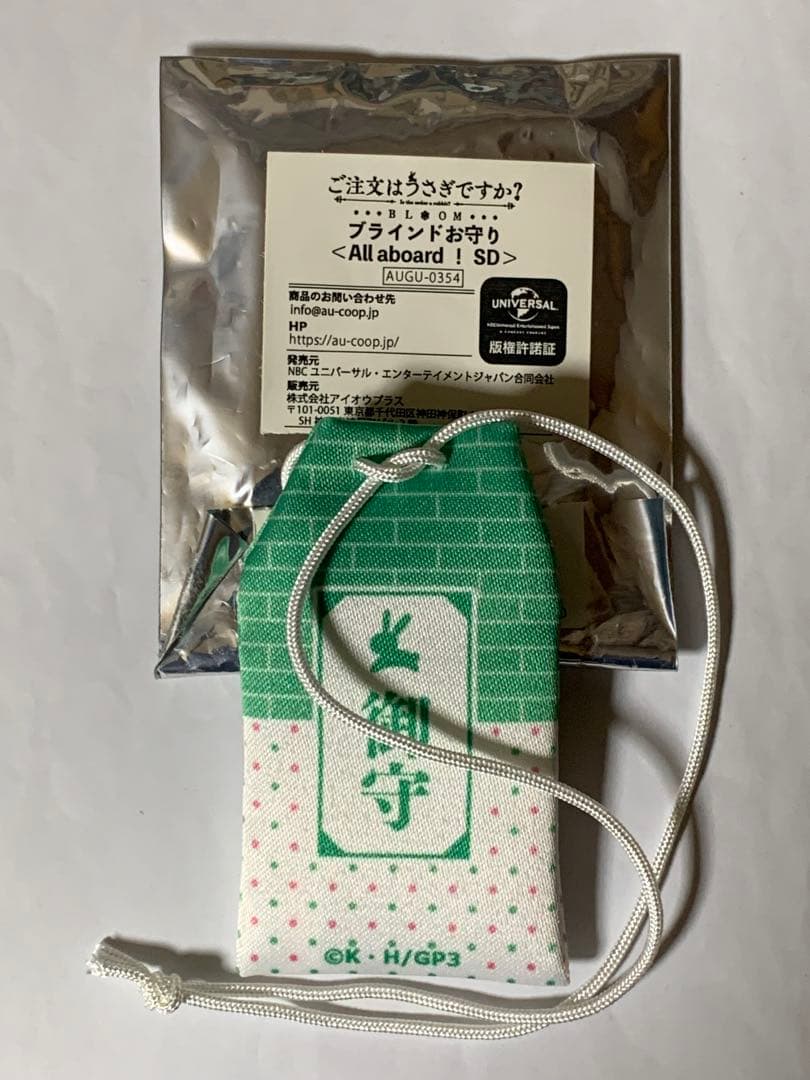 ご注文はうさぎですか?
Is the order a rabbit?
BLOOM
ブラインドお守り
<All aboard ! SD>
AUGU-0354
商品のお問い合わせ先
info@au-coop.jp
HP
https://au-coop.jp/
UNIVERSAL
NBCUniversal Entertainment Japan
版権許諾証
発売元
NBC ユニバーサル・エンターテイメントジャパン合同会社
販売元
株式会社アイオウプラス
〒101-0051 東京都千代田区神田神保町
SH
御守
©K・H/GP3